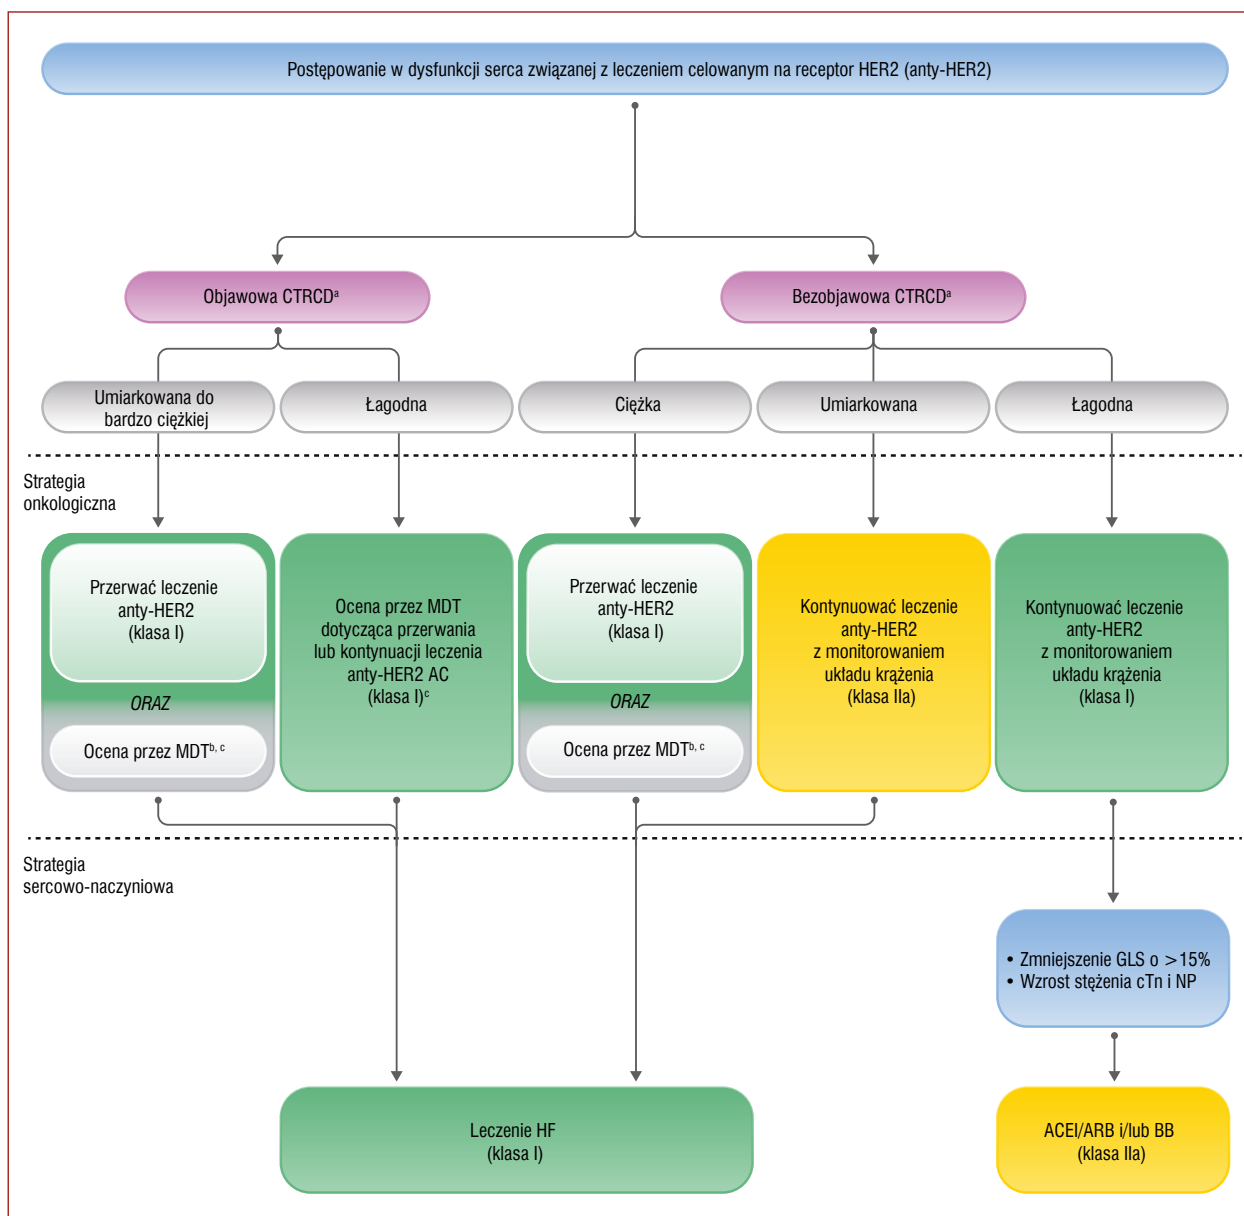 Postępowanie w dysfunkcji serca związanej z leczeniem celowanym na receptor HER2 (anty-HER2)
Objawowa CTRCDᵃ
Bezobjawowa CTRCDᵃ
Umiarkowana do
bardzo ciężkiej
Łagodna
Ciężka
Umiarkowana
Łagodna
Strategia
onkologiczna
Przerwać leczenie
anty-HER2
(klasa I)
ORAZ
Ocena przez MDTᵇ, ᶜ
Ocena przez MDT
dotycząca przerwania
lub kontynuacji leczenia
anty-HER2 AC
(klasa I)ᶜ
Przerwać leczenie
anty-HER2
(klasa I)
ORAZ
Ocena przez MDTᵇ, ᶜ
Kontynuować leczenie
anty-HER2
z monitorowaniem
układu krążenia
(klasa IIa)
Kontynuować leczenie
anty-HER2
z monitorowaniem
układu krążenia
(klasa I)
Strategia
sercowo-naczyniowa
• Zmniejszenie GLS o >15%
• Wzrost stężenia cTn i NP
Leczenie HF
(klasa I)
ACEI/ARB i/lub BB
(klasa IIa)